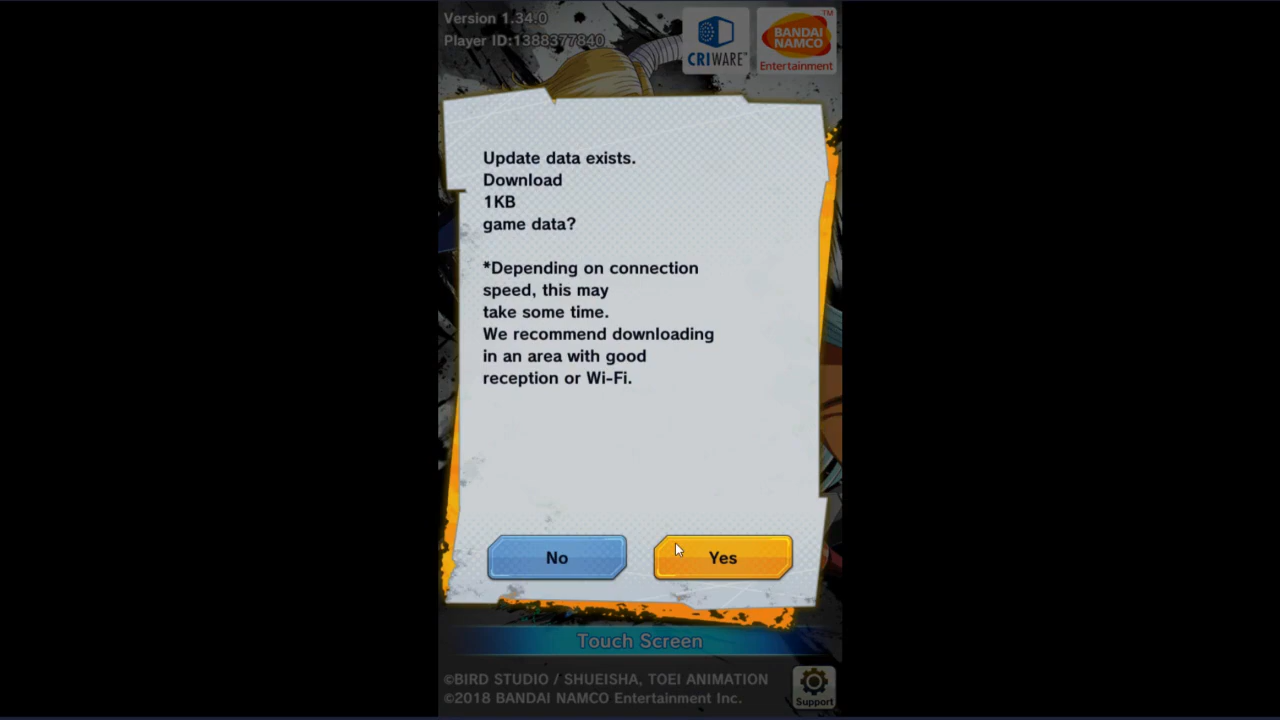 Version 1.34.0
Player ID:1388377840
CRIWARE™
BANDAI
NAMCO
TM
Entertainment
Update data exists.
Download
1KB
game data?
*Depending on connection
speed, this may
take some time.
We recommend downloading
in an area with good
reception or Wi-Fi.
No
Yes
Touch Screen
©BIRD STUDIO / SHUEISHA, TOEI ANIMATION
©2018 BANDAI NAMCO Entertainment Inc.
Support